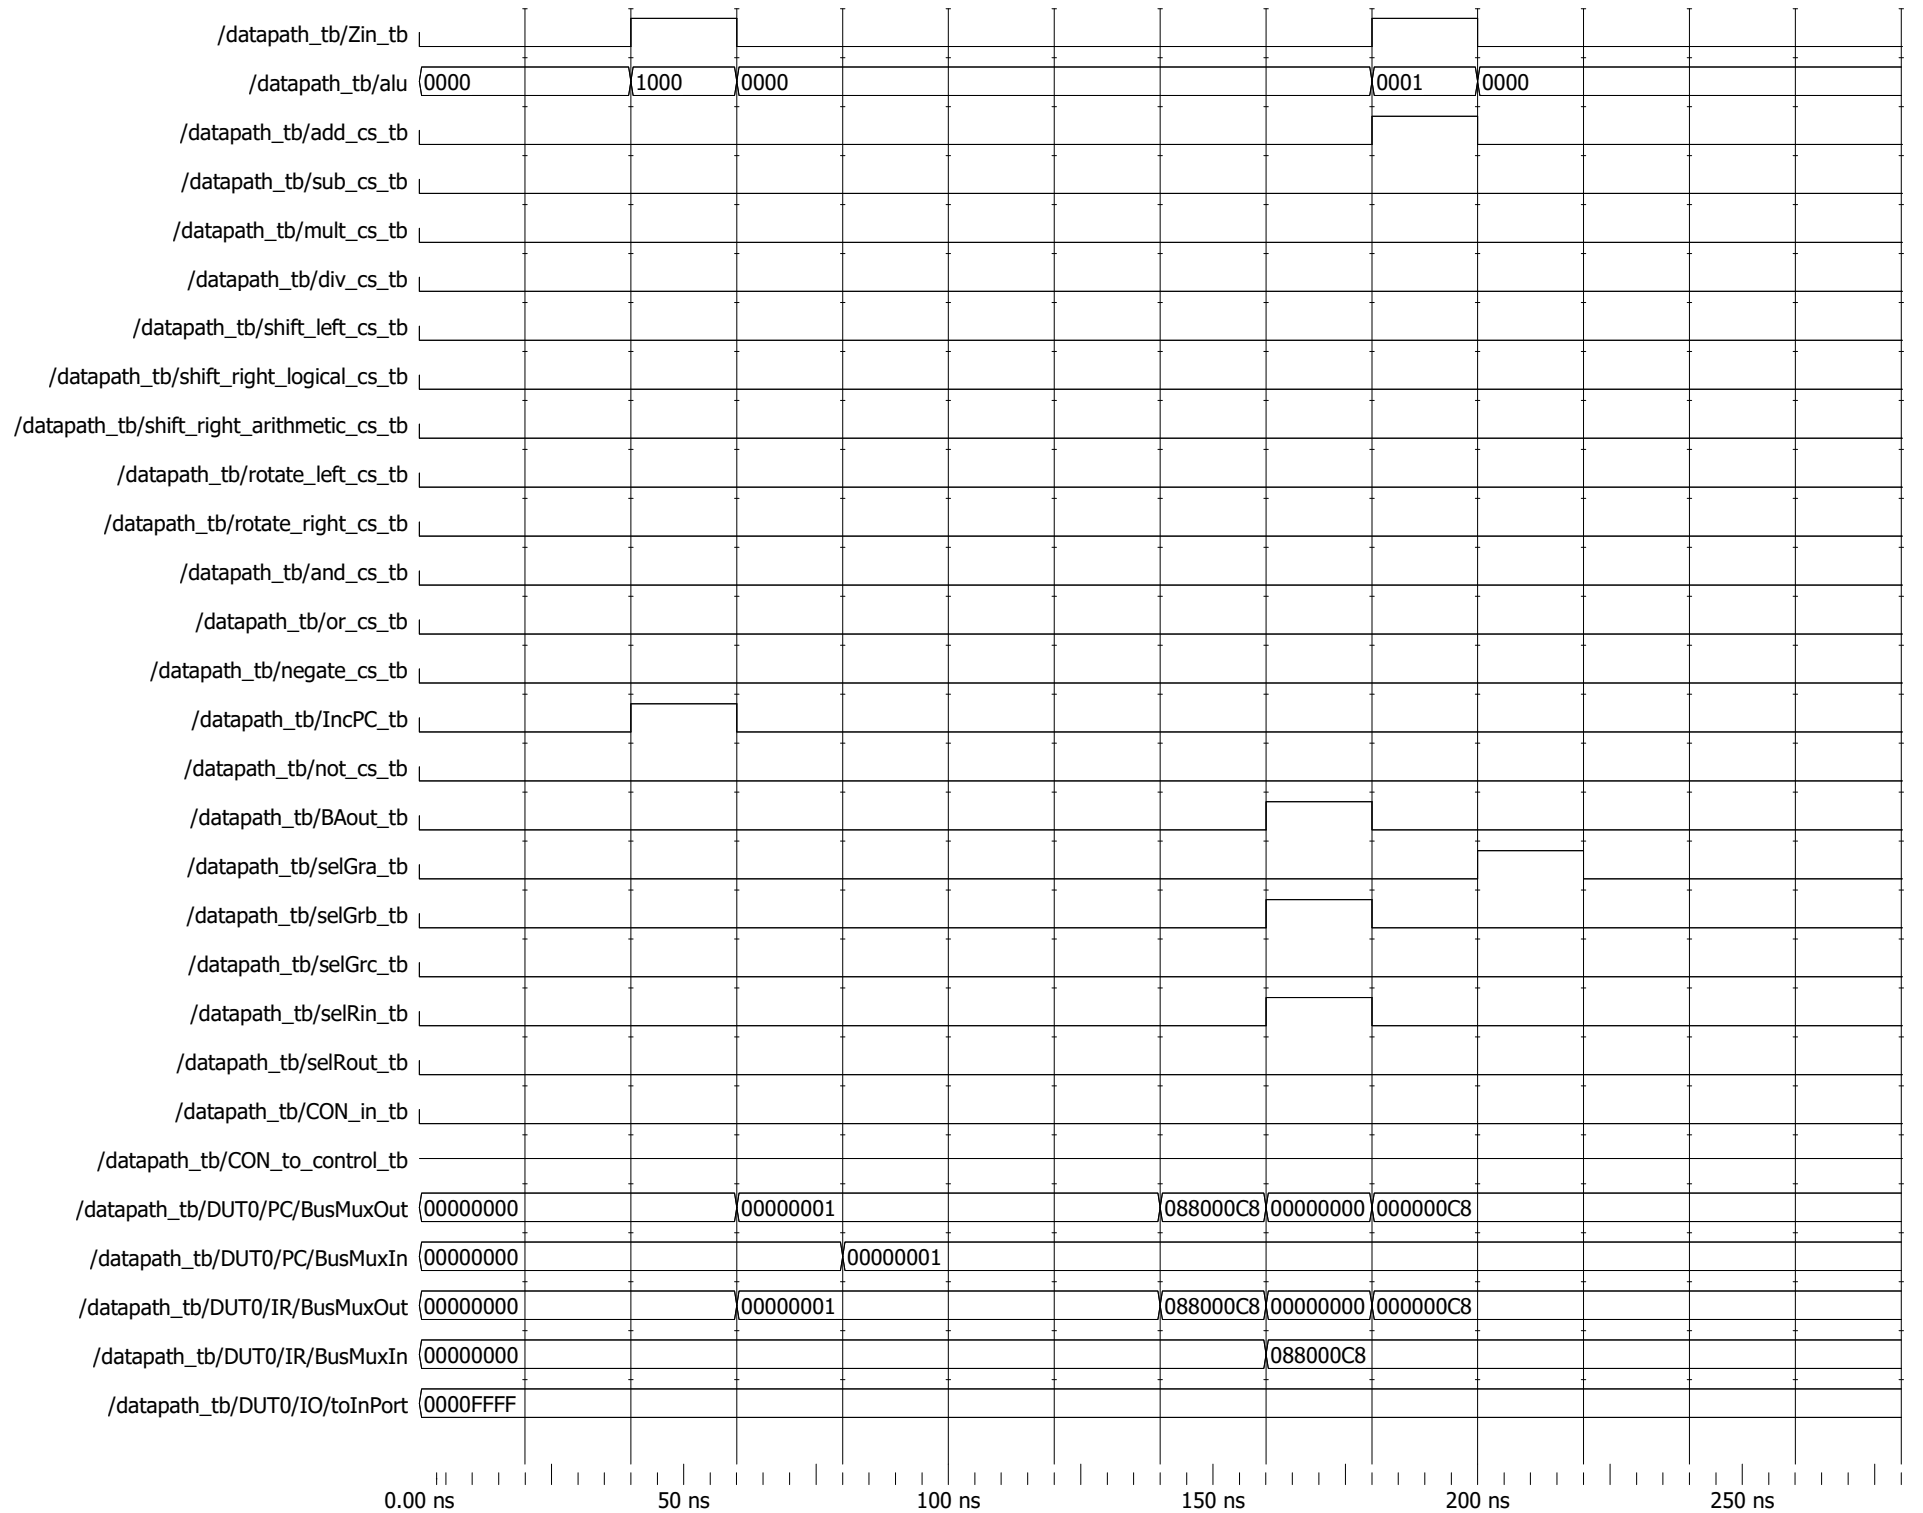 /datapath_tb/Zin_tb
/datapath_tb/alu 0000 1000 0000 0001 0000
/datapath_tb/add_cs_tb
/datapath_tb/sub_cs_tb
/datapath_tb/mult_cs_tb
/datapath_tb/div_cs_tb
/datapath_tb/shift_left_cs_tb
/datapath_tb/shift_right_logical_cs_tb
/datapath_tb/shift_right_arithmetic_cs_tb
/datapath_tb/rotate_left_cs_tb
/datapath_tb/rotate_right_cs_tb
/datapath_tb/and_cs_tb
/datapath_tb/or_cs_tb
/datapath_tb/negate_cs_tb
/datapath_tb/IncPC_tb
/datapath_tb/not_cs_tb
/datapath_tb/BAout_tb
/datapath_tb/selGra_tb
/datapath_tb/selGrb_tb
/datapath_tb/selGrc_tb
/datapath_tb/selRin_tb
/datapath_tb/selRout_tb
/datapath_tb/CON_in_tb
/datapath_tb/CON_to_control_tb
/datapath_tb/DUT0/PC/BusMuxOut 00000000 00000001 088000C8 00000000 000000C8
/datapath_tb/DUT0/PC/BusMuxIn 00000000 00000001
/datapath_tb/DUT0/IR/BusMuxOut 00000000 00000001 088000C8 00000000 000000C8
/datapath_tb/DUT0/IR/BusMuxIn 00000000 088000C8
/datapath_tb/DUT0/IO/toInPort 0000FFFF
0.00 ns 50 ns 100 ns 150 ns 200 ns 250 ns